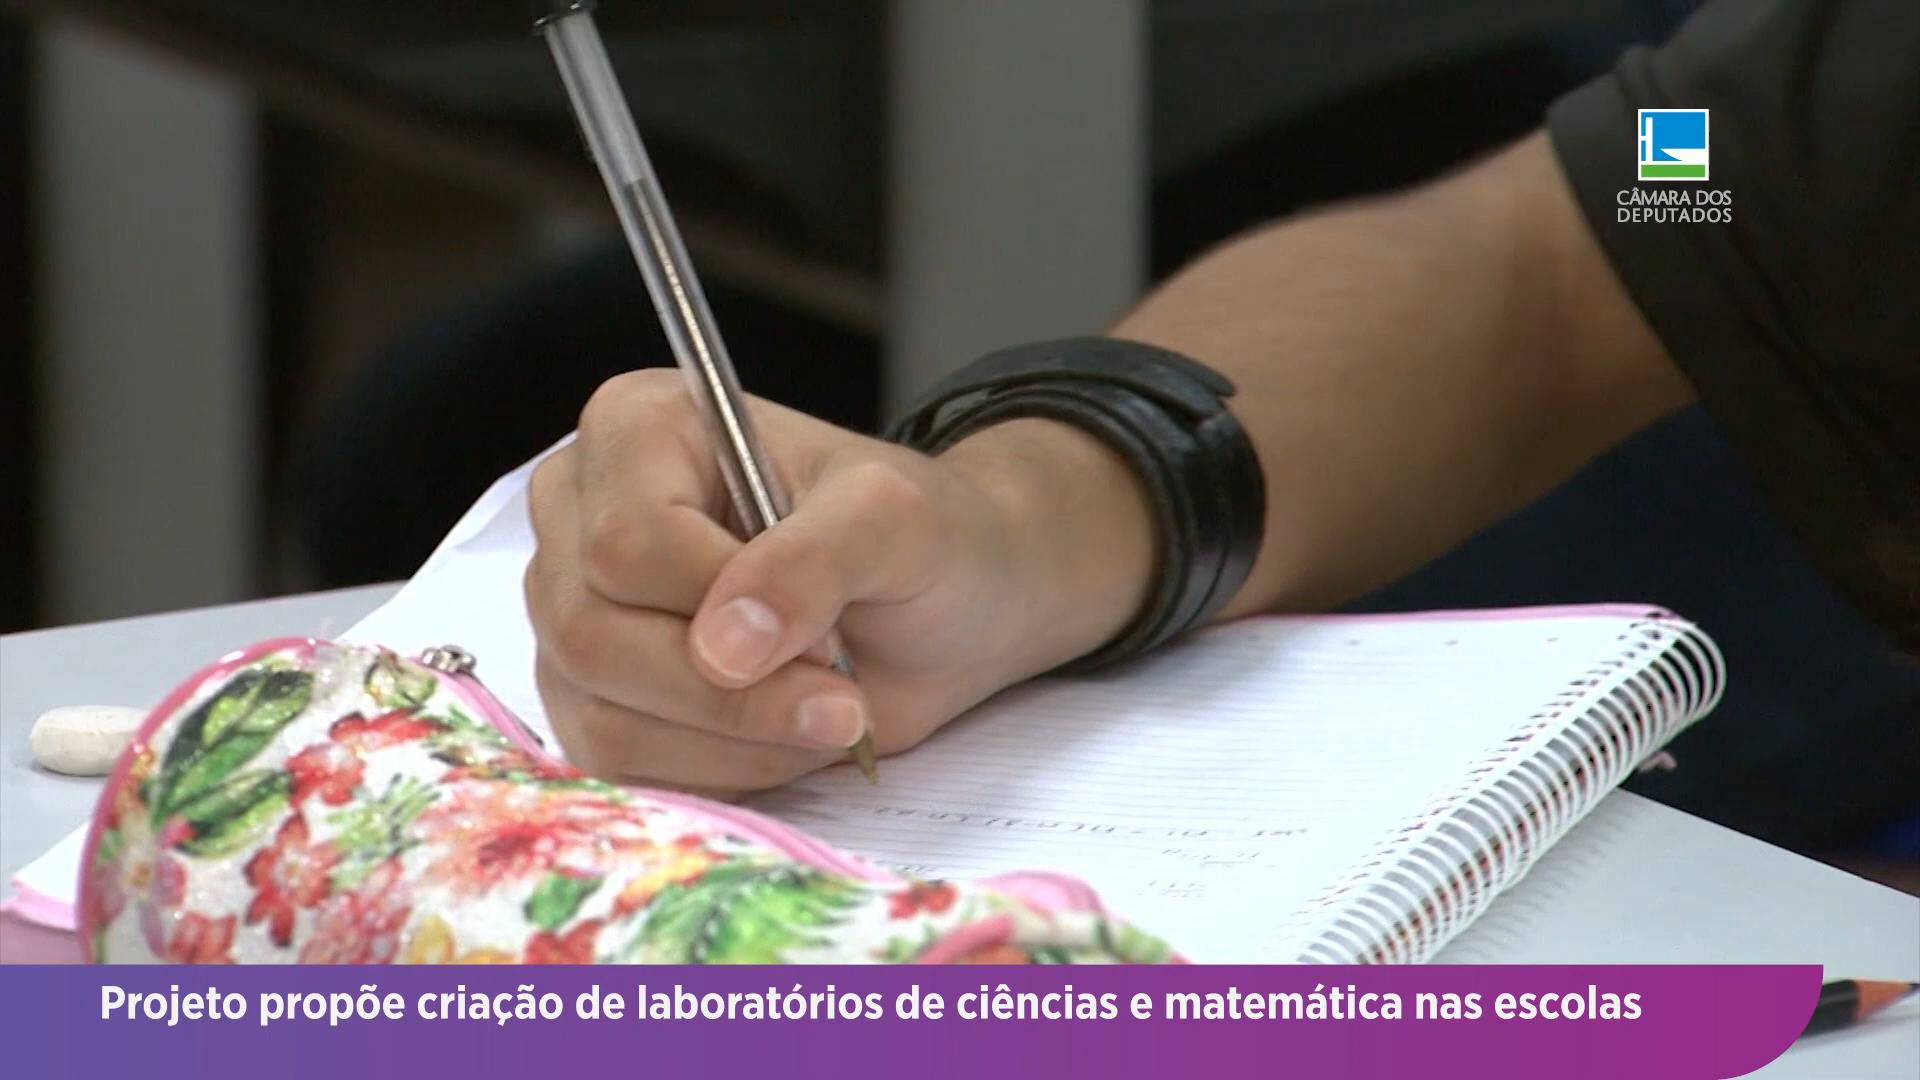 CÂMARA DOS
DEPUTADOS
Projeto propõe criação de laboratórios de ciências e matemática nas escolas